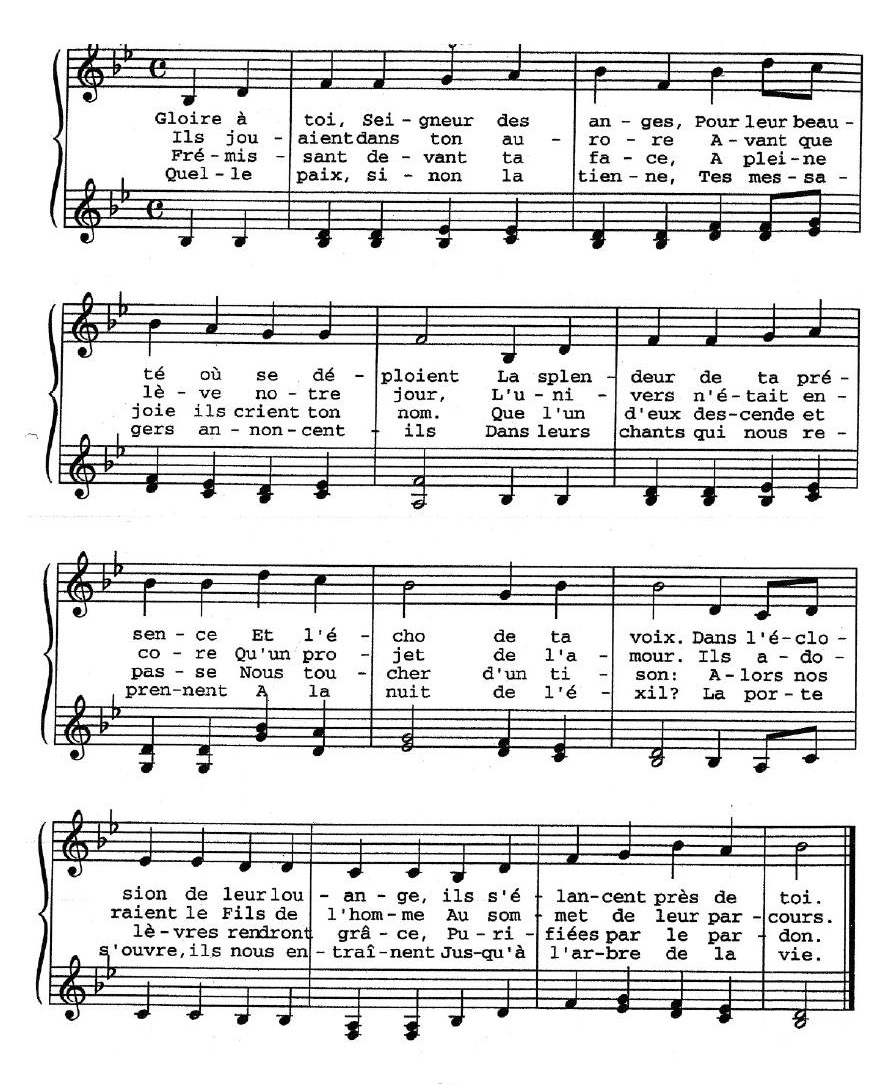 Gloire à toi, Sei - gneur des an - ges, Pour leur beau -
Ils jou - aient dans ton au - ro - re A - vant que
Fré - mis - sant de - vant ta fa - ce, A plei - ne
Quel - le paix, si - non la tien - ne, Tes mes - sa -
té où se dé - ploient La splen - deur de ta pré -
lè - ve no - tre jour, L'u - ni - vers n'é - tait en -
joie ils crient ton nom. Que l'un d'eux des - cende et
gers an - non - cent - ils Dans leurs chants qui nous re -
sen - ce Et l'é - cho de ta voix. Dans l'é - clo -
co - re Qu'un pro - jet de l'a - mour. Ils a - do -
pas - se Nous tou - cher d'un ti - son: A - lors nos
pren - nent A la nuit de l'é - xil? La por - te
sion de leur lou - an - ge, ils s'é - lan - cent près de toi.
raient le Fils de l'hom - me Au som - met de leur par - cours.
lè - vres rendront grâ - ce, Pu - ri - fiées par le par - don.
s'ouvre, ils nous en - traî - nent Jus - qu'à l'ar - bre de la vie.